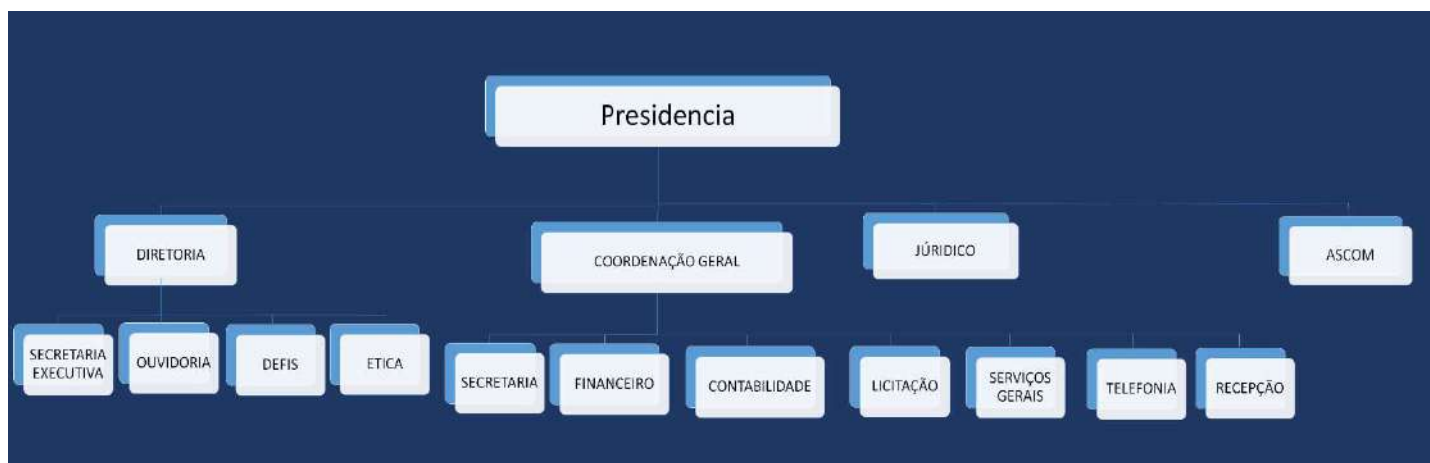 Presidencia
DIRETORIA
COORDENAÇÃO GERAL
JÚRIDICO
ASCOM
SECRETARIA
EXECUTIVA
OUVIDORIA
DEFIS
ETICA
SECRETARIA
FINANCEIRO
CONTABILIDADE
LICITAÇÃO
SERVIÇOS
GERAIS
TELEFONIA
RECEPÇÃO